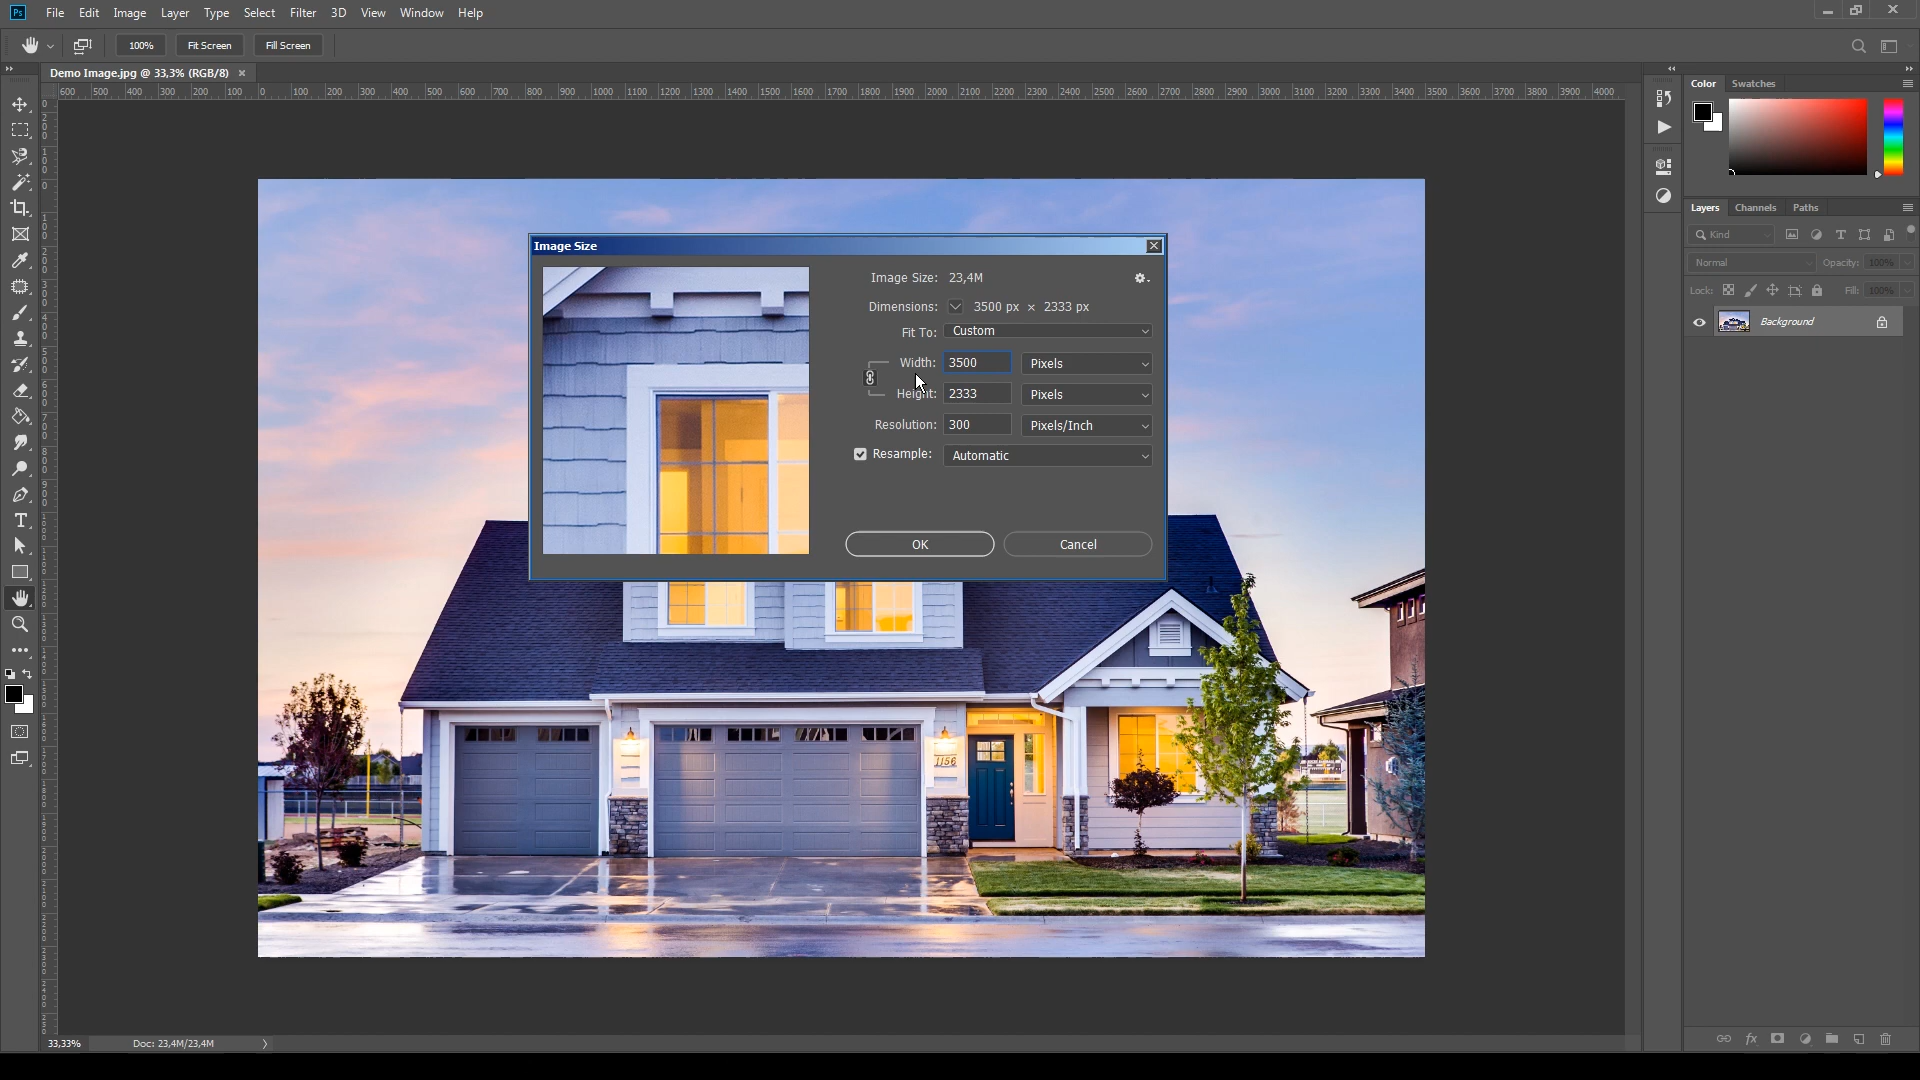 Ps File Edit Image Layer Type Select Filter 3D View Window Help
100% Fit Screen Fill Screen
Demo Image.jpg @ 33,3% (RGB/8)
600 500 400 300 200 100 0 100 200 300 400 500 600 700 800 900 1000 1100 1200 1300 1400 1500 1600 1700 1800 1900 2000 2100 2200 2300 2400 2500 2600 2700 2800 2900 3000 3100 3200 3300 3400 3500 3600 3700 3800 3900 4000
Image Size
Image Size: 23,4M
Dimensions: 3500 px × 2333 px
Fit To: Custom
Width: 3500 Pixels
Height: 2333 Pixels
Resolution: 300 Pixels/Inch
Resample: Automatic
OK Cancel
1156
Color Swatches
Layers Channels Paths
Kind
Normal Opacity: 100%
Lock: Fill: 100%
Background
fx
33,33% Doc: 23,4M/23,4M